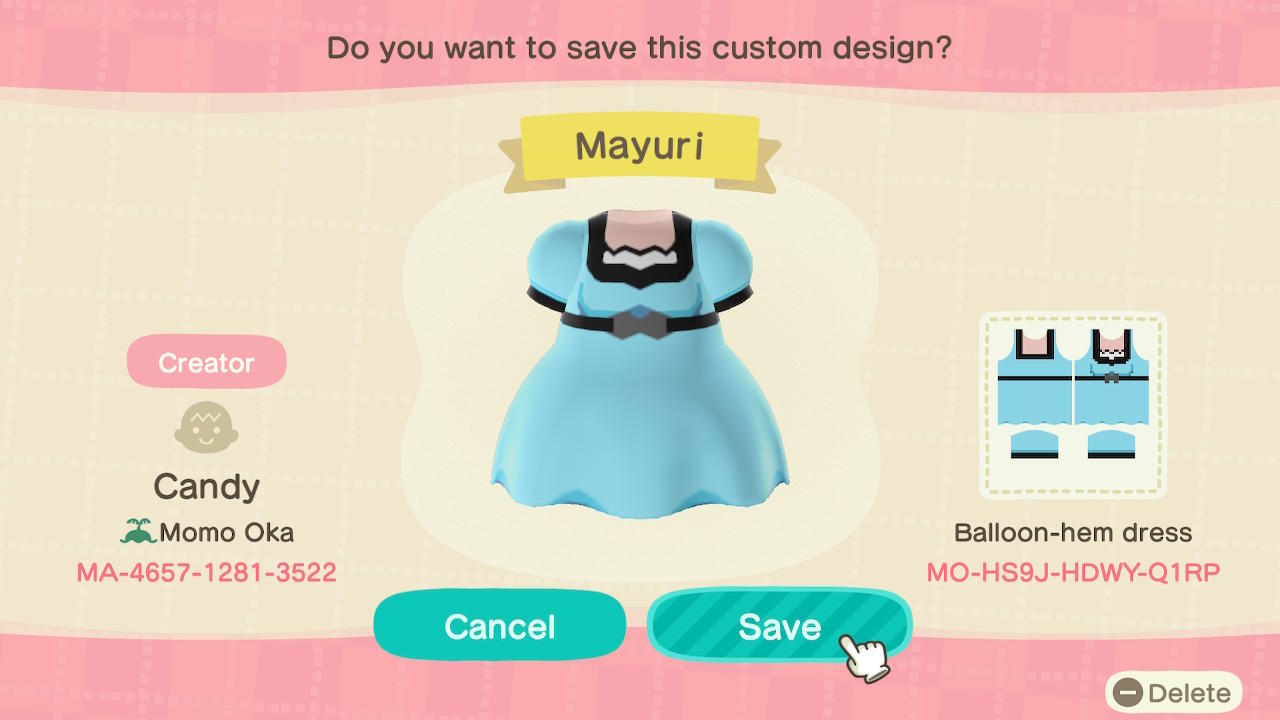 Do you want to save this custom design?
Mayuri
Creator
Candy
Momo Oka
MA-4657-1281-3522
Balloon-hem dress
MO-HS9J-HDWY-Q1RP
Cancel
Save
Delete